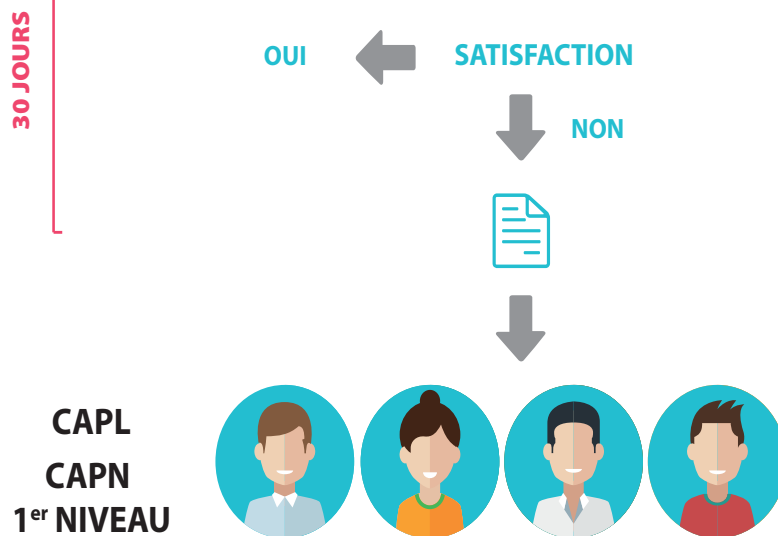 30 JOURS
OUI
SATISFACTION
NON
CAPL
CAPN
1er NIVEAU